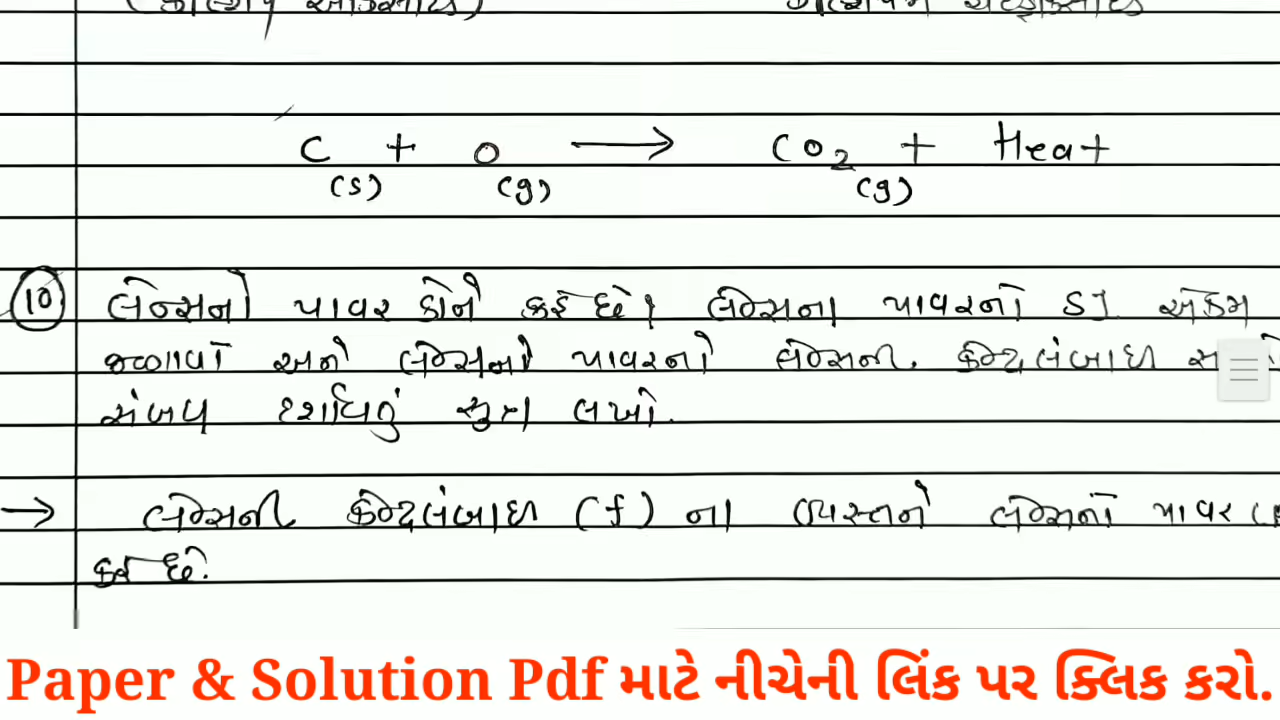 C + O → CO2 + Heat
(s) (g) (g)
10 લેન્સનો પાવર કોને કહે છે? લેન્સના પાવરનો SI એકમ
જણાવો અને લેન્સનો પાવરનો લેન્સની કેન્દ્રલંબાઇ
સંબંધ દર્શાવતું સુત્ર લખો.
→ લેન્સની કેન્દ્રલંબાઇ (f) ના વ્યસ્તને લેન્સનો પાવર
કહે છે.
Paper & Solution Pdf માટે નીચેની લિંક પર ક્લિક કરો.